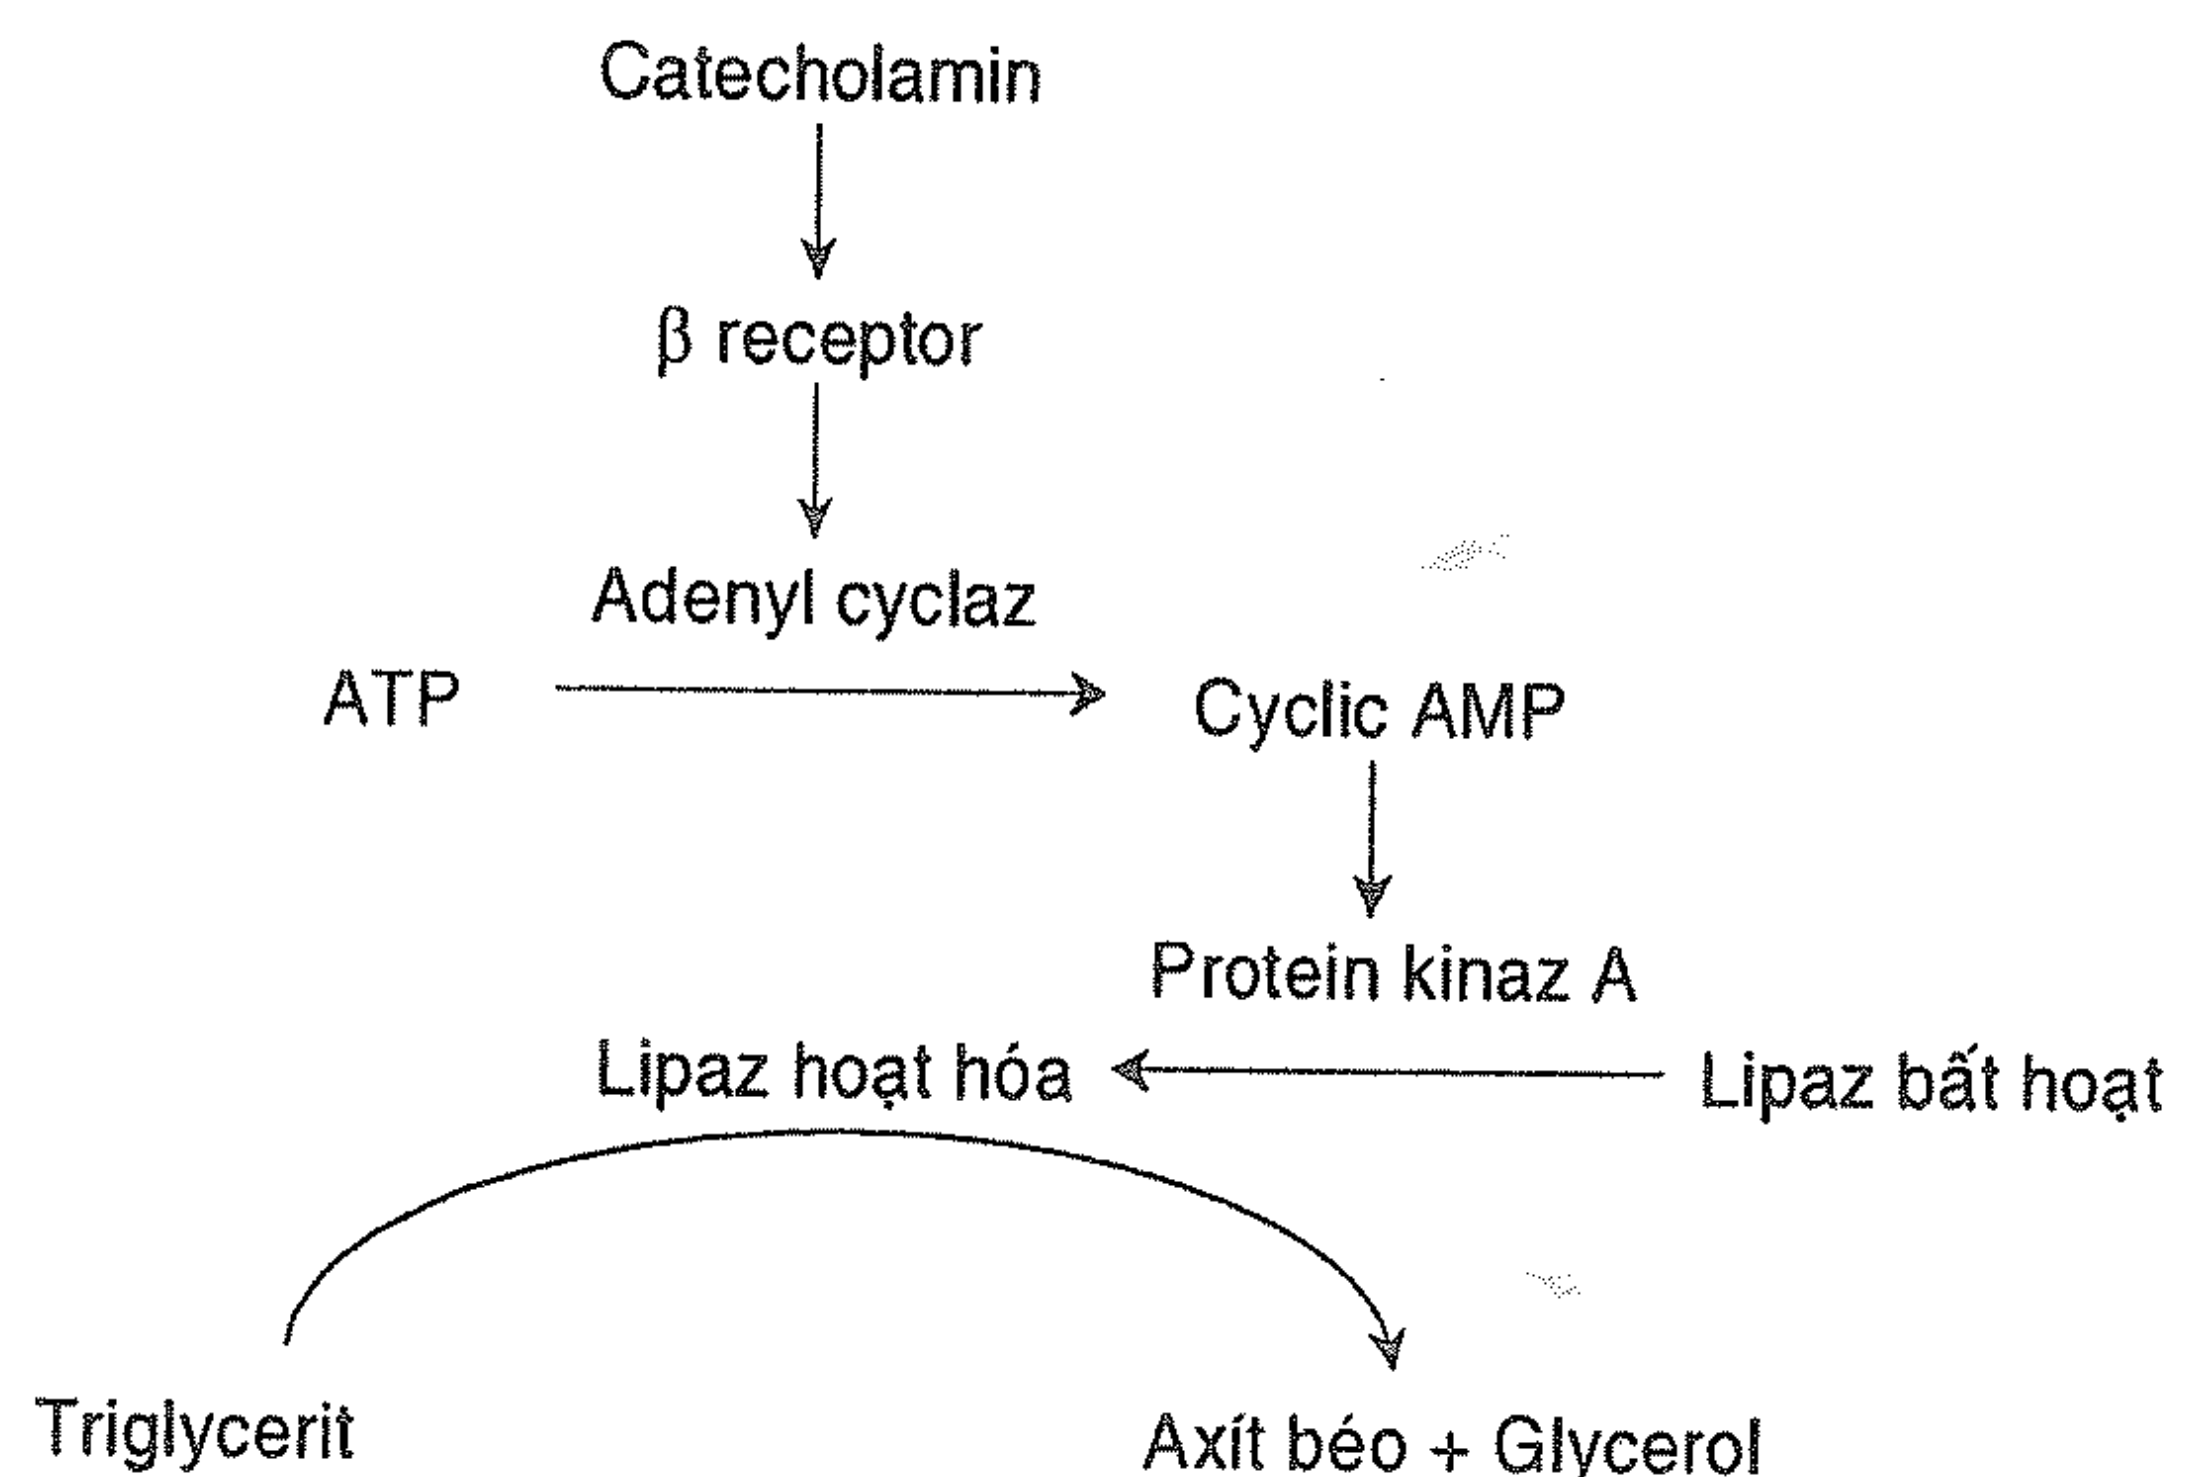 Catecholamin
β receptor
Adenyl cyclaz
ATP
Cyclic AMP
Protein kinaz A
Lipaz hoạt hóa
Lipaz bất hoạt
Triglycerit
Axít béo + Glycerol